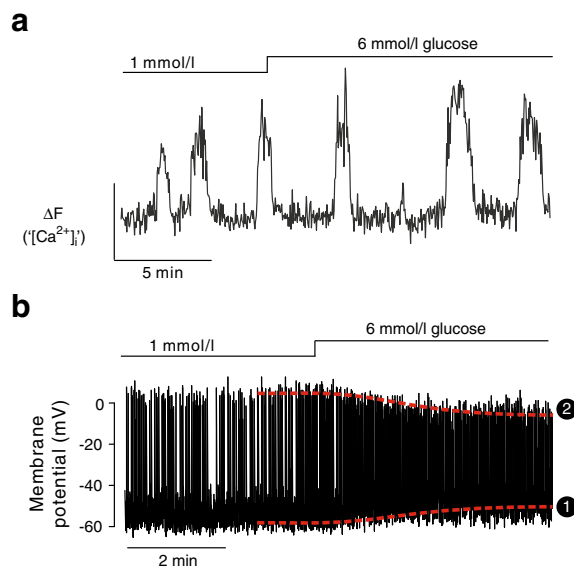 a
6 mmol/l glucose
1 mmol/l
ΔF
('[Ca²⁺]ᵢ')
5 min
b
6 mmol/l glucose
1 mmol/l
Membrane
potential (mV)
0
-20
-40
-60
2
1
2 min